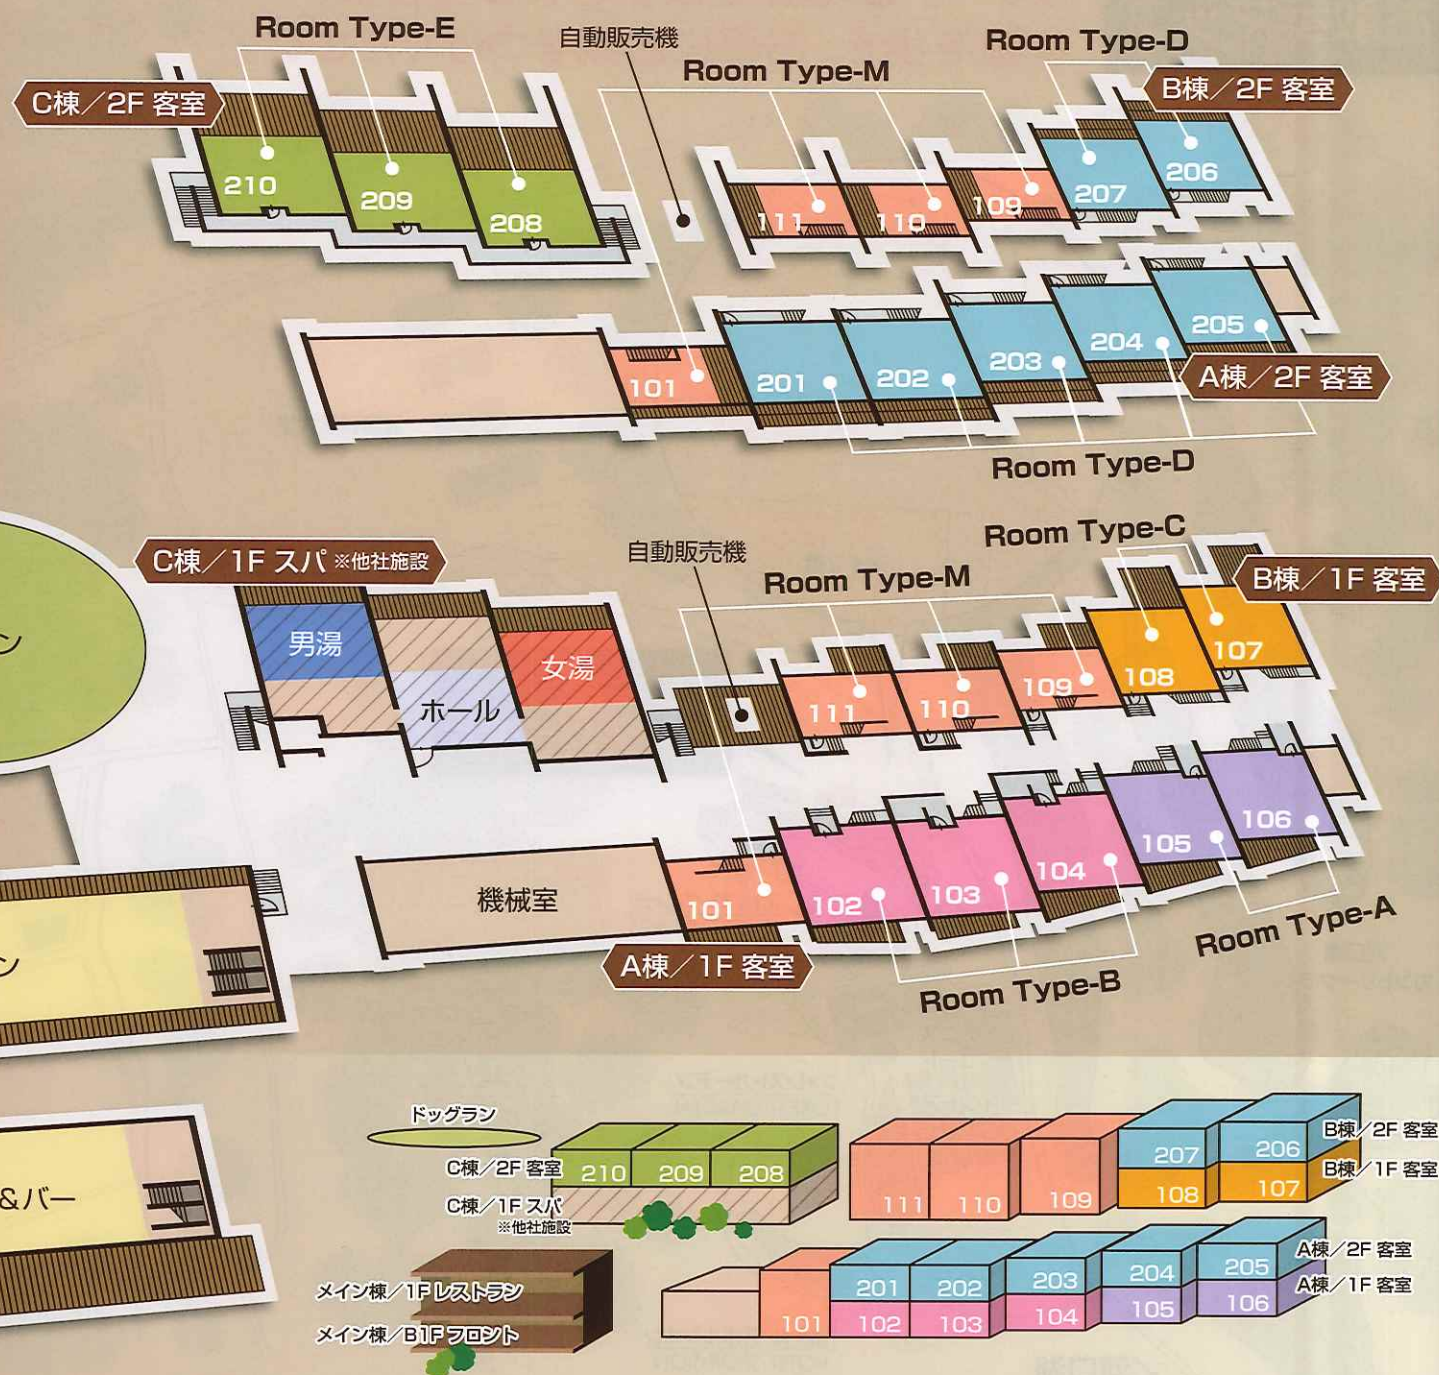 Room Type-E
自動販売機
Room Type-M
Room Type-D
C棟／2F 客室
B棟／2F 客室
210
209
208
111
110
109
207
206
101
201
202
203
204
205
A棟／2F 客室
Room Type-D
C棟／1F スパ ※他社施設
自動販売機
Room Type-M
Room Type-C
B棟／1F 客室
ン
男湯
ホール
女湯
111
110
109
108
107
機械室
101
102
103
104
105
106
A棟／1F 客室
Room Type-B
Room Type-A
ン
&バー
ドッグラン
C棟／2F 客室
210
209
208
C棟／1F スパ
※他社施設
111
110
109
207
206
108
107
B棟／2F 客室
B棟／1F 客室
メイン棟／1F レストラン
メイン棟／B1F フロント
101
201
202
203
204
205
102
103
104
105
106
A棟／2F 客室
A棟／1F 客室